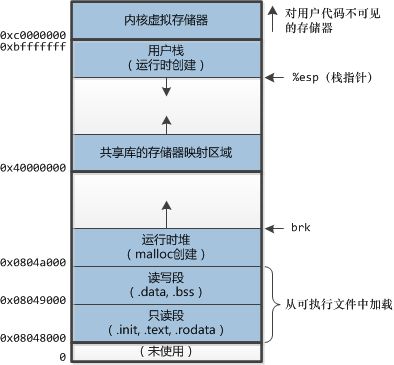 内核虚拟存储器
对用户代码不可见
的存储器
0xc0000000
0xbfffffff
用户栈
（运行时创建）
%esp（栈指针）
共享库的存储器映射区域
0x40000000
brk
运行时堆
（malloc创建）
0x0804a000
读写段
（.data, .bss）
从可执行文件中加载
0x08049000
只读段
（.init, .text, .rodata）
0x08048000
（未使用）
0